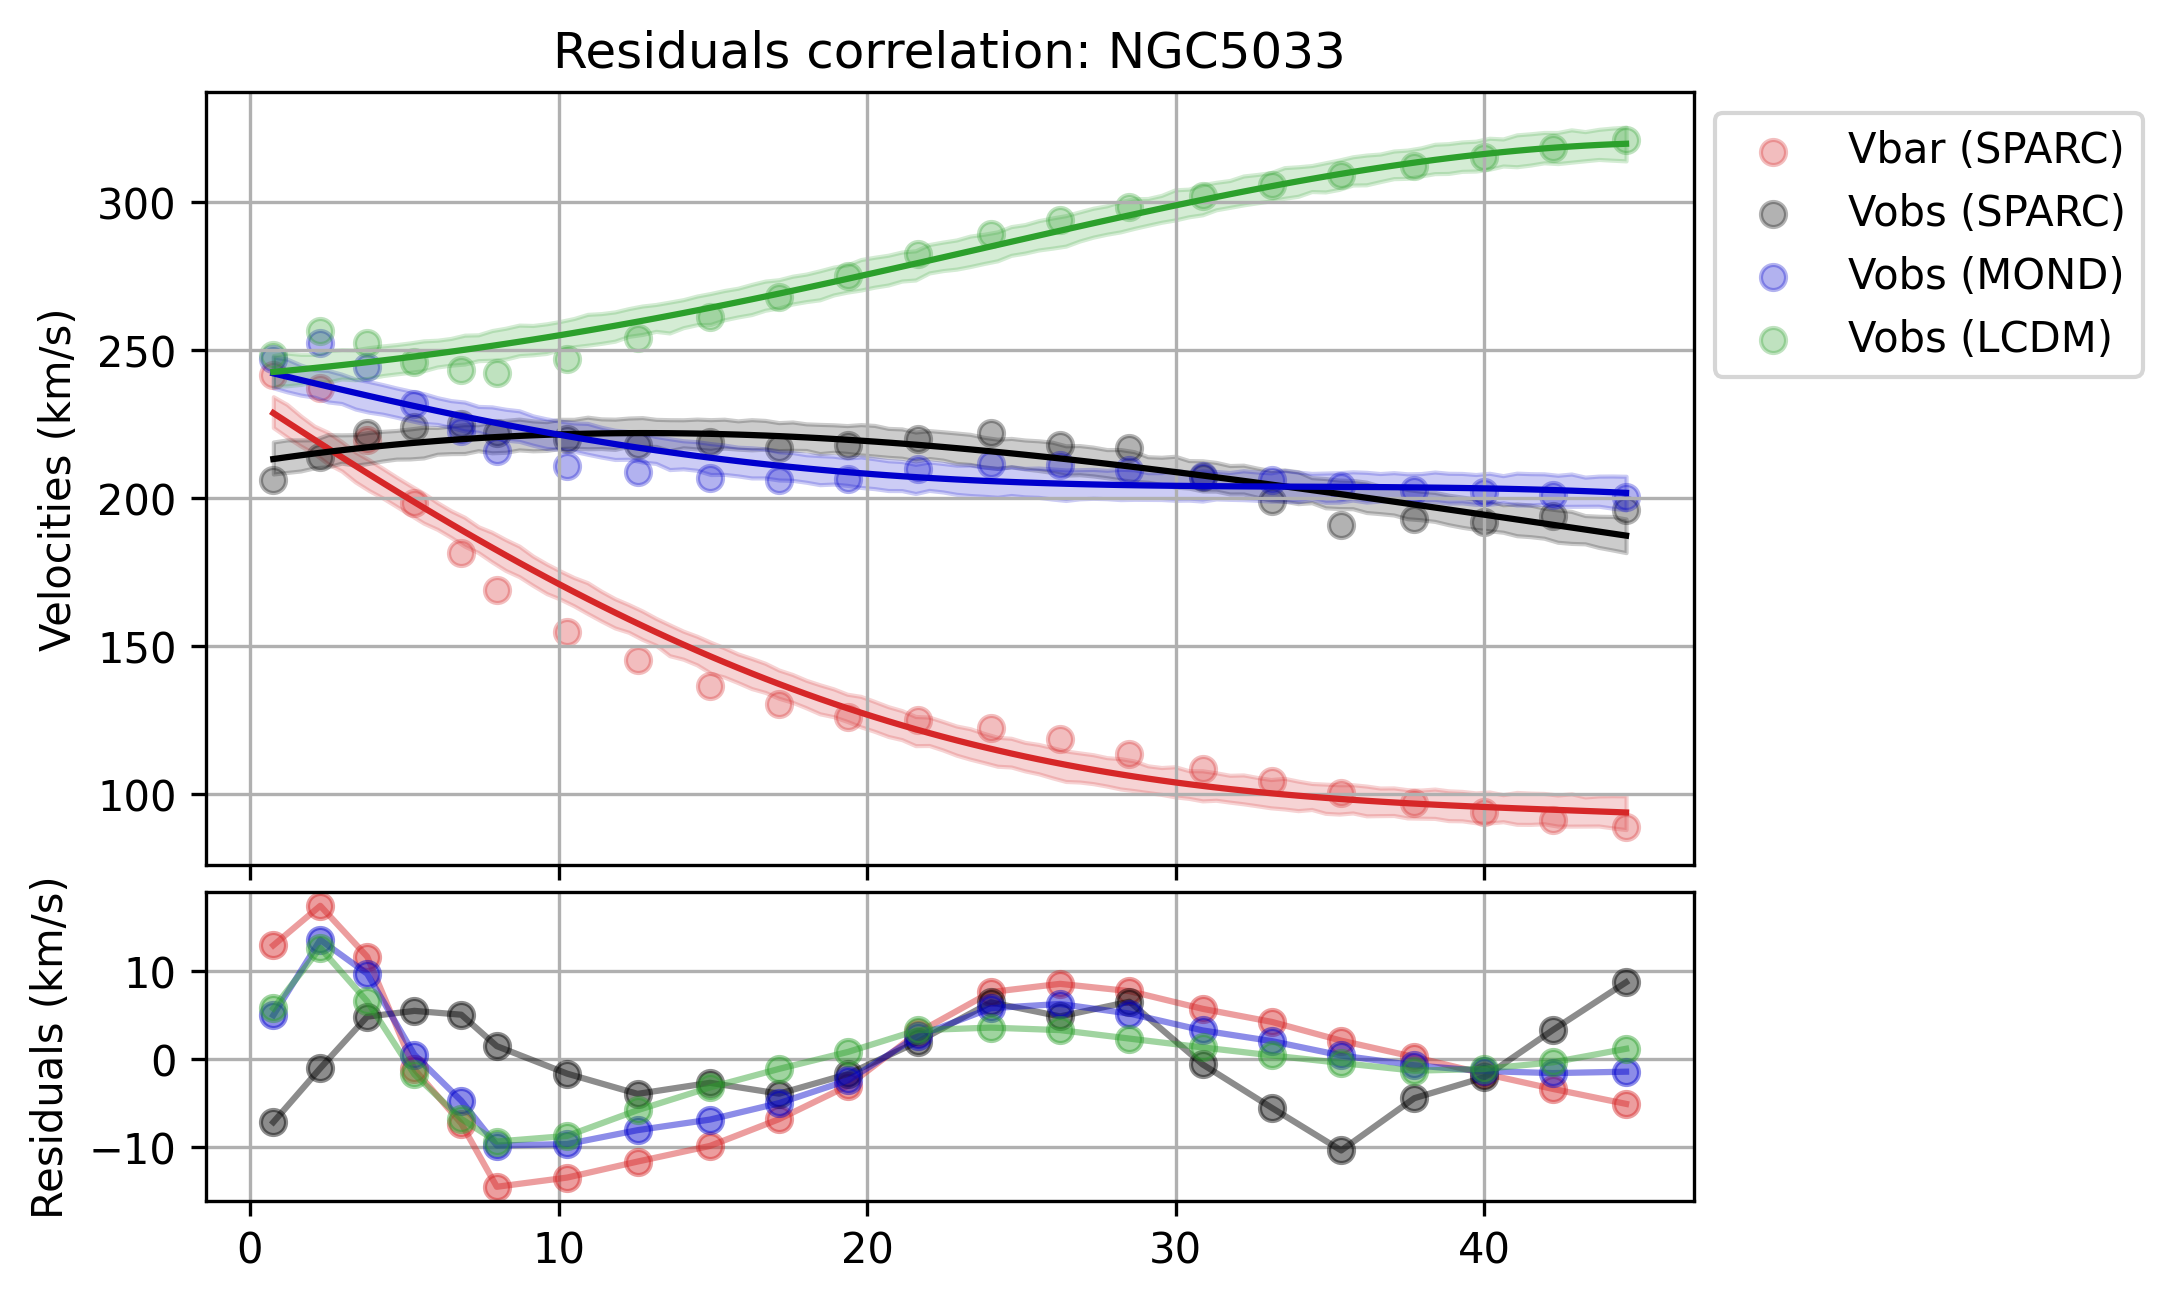 Residuals correlation: NGC5033
Velocities (km/s)
300
250
200
150
100
Vbar (SPARC)
Vobs (SPARC)
Vobs (MOND)
Vobs (LCDM)
Residuals (km/s)
10
0
−10
0 10 20 30 40